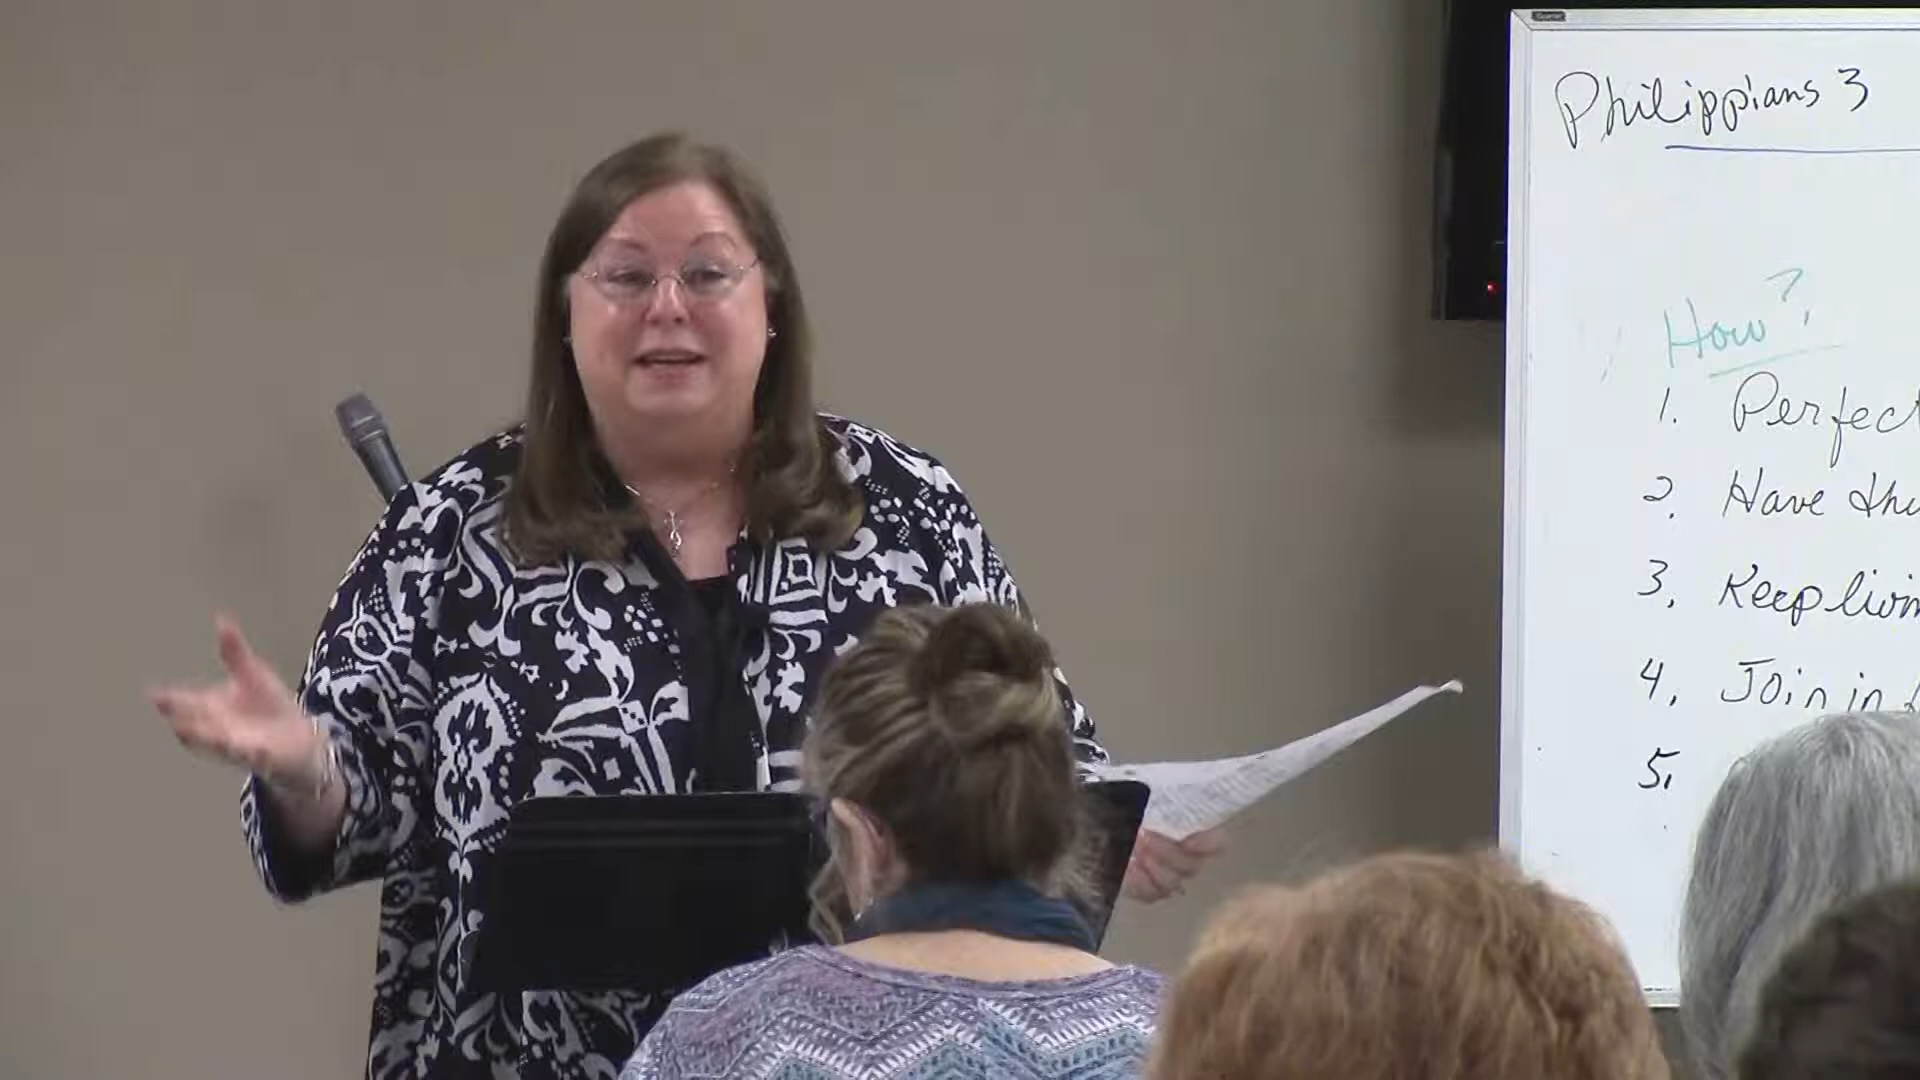 Philippians 3
How?
1. Perfect
2. Have
3. Keep
4. Join in
5.